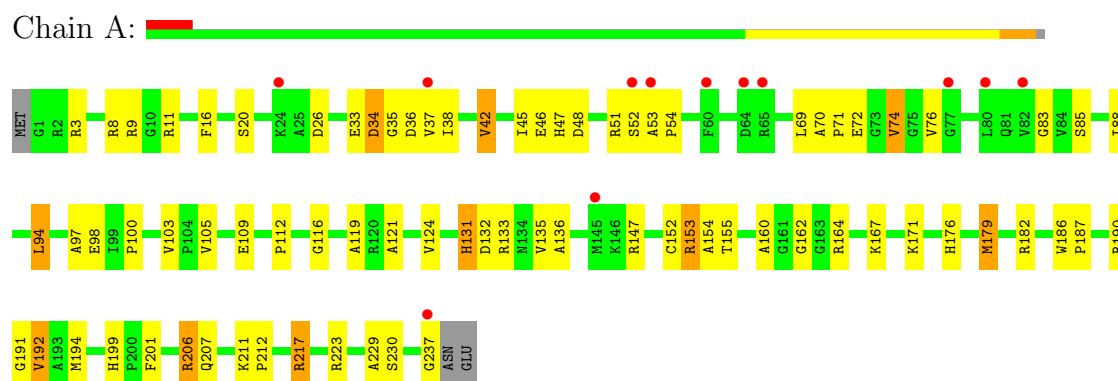 Chain A:
MET G1 R2 R3 R8 R9 G10 R11 F16 S20 K24 A25 D26 E33 D34 G35 D36 V37 I38 V42 I45 E46 H47 D48 R51 S52 A53 P54 F60 D64 R65 L69 A70 P71 E72 G73 V74 G75 V76 G77 L80 Q81 V82 G83 V84 S85
L94 A97 E98 I99 P100 V103 P104 V105 E109 P112 G116 A119 R120 A121 V124 H131 D132 R133 N134 V135 A136 M145 K146 R147 C152 R153 A154 T155 A160 G161 G162 G163 R164 K167 K171 H176 M179 R182 W186 P187
G191 V192 A193 M194 H199 P200 F201 R206 Q207 K211 P212 R217 R223 A229 S230 G237 ASN GLU